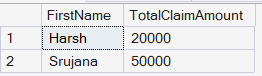 FirstName TotalClaimAmount
1 Harsh 20000
2 Srujana 50000